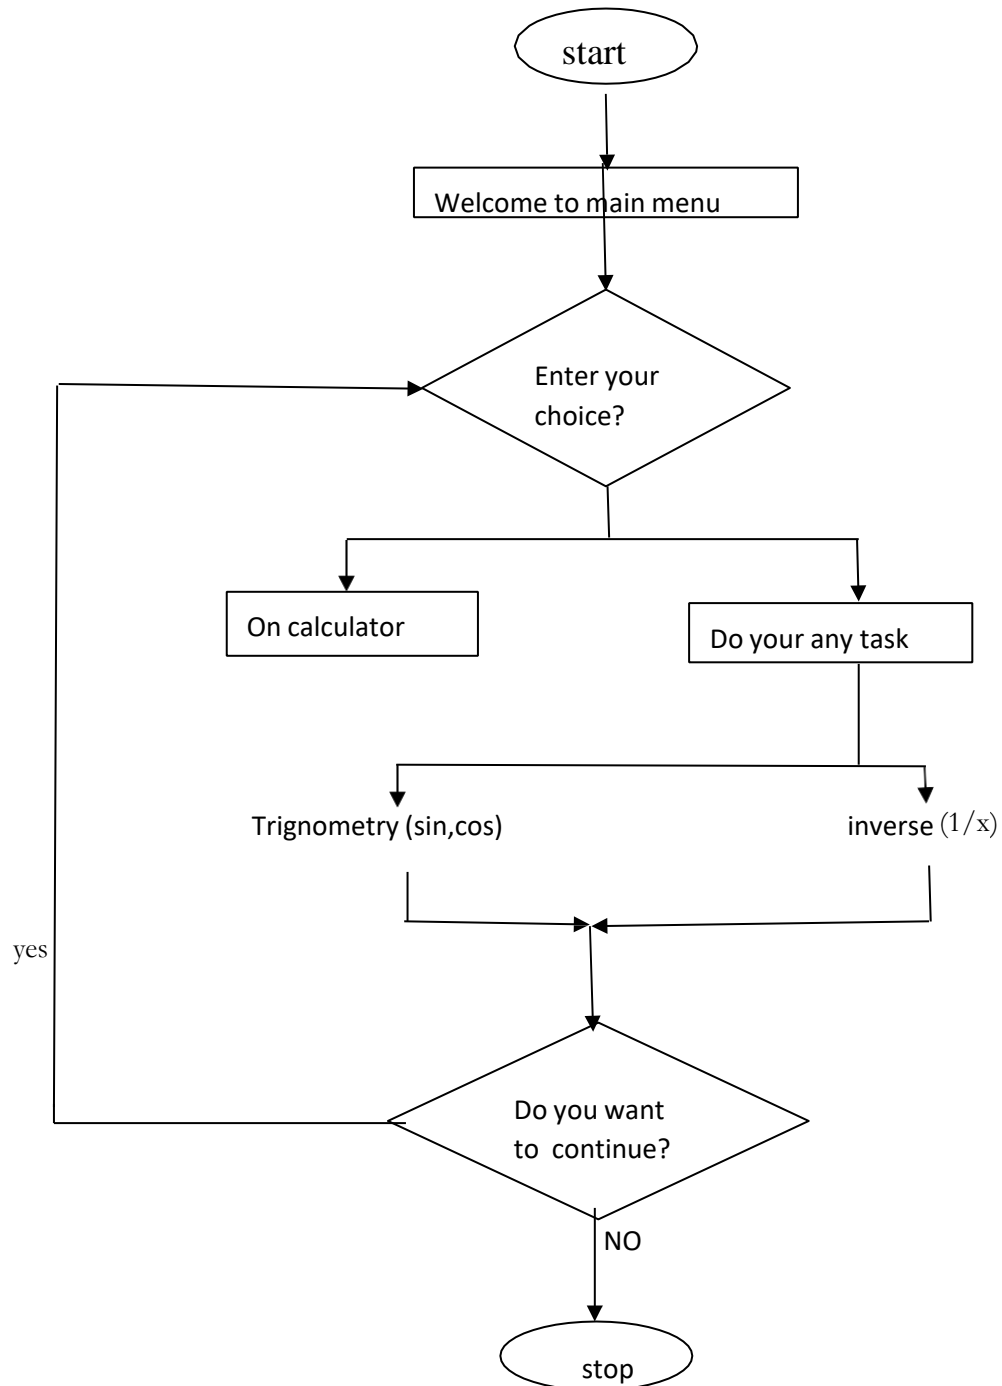 start
Welcome to main menu
Enter your
choice?
On calculator
Do your any task
Trignometry (sin,cos)
inverse (1/x)
yes
Do you want
to continue?
NO
stop